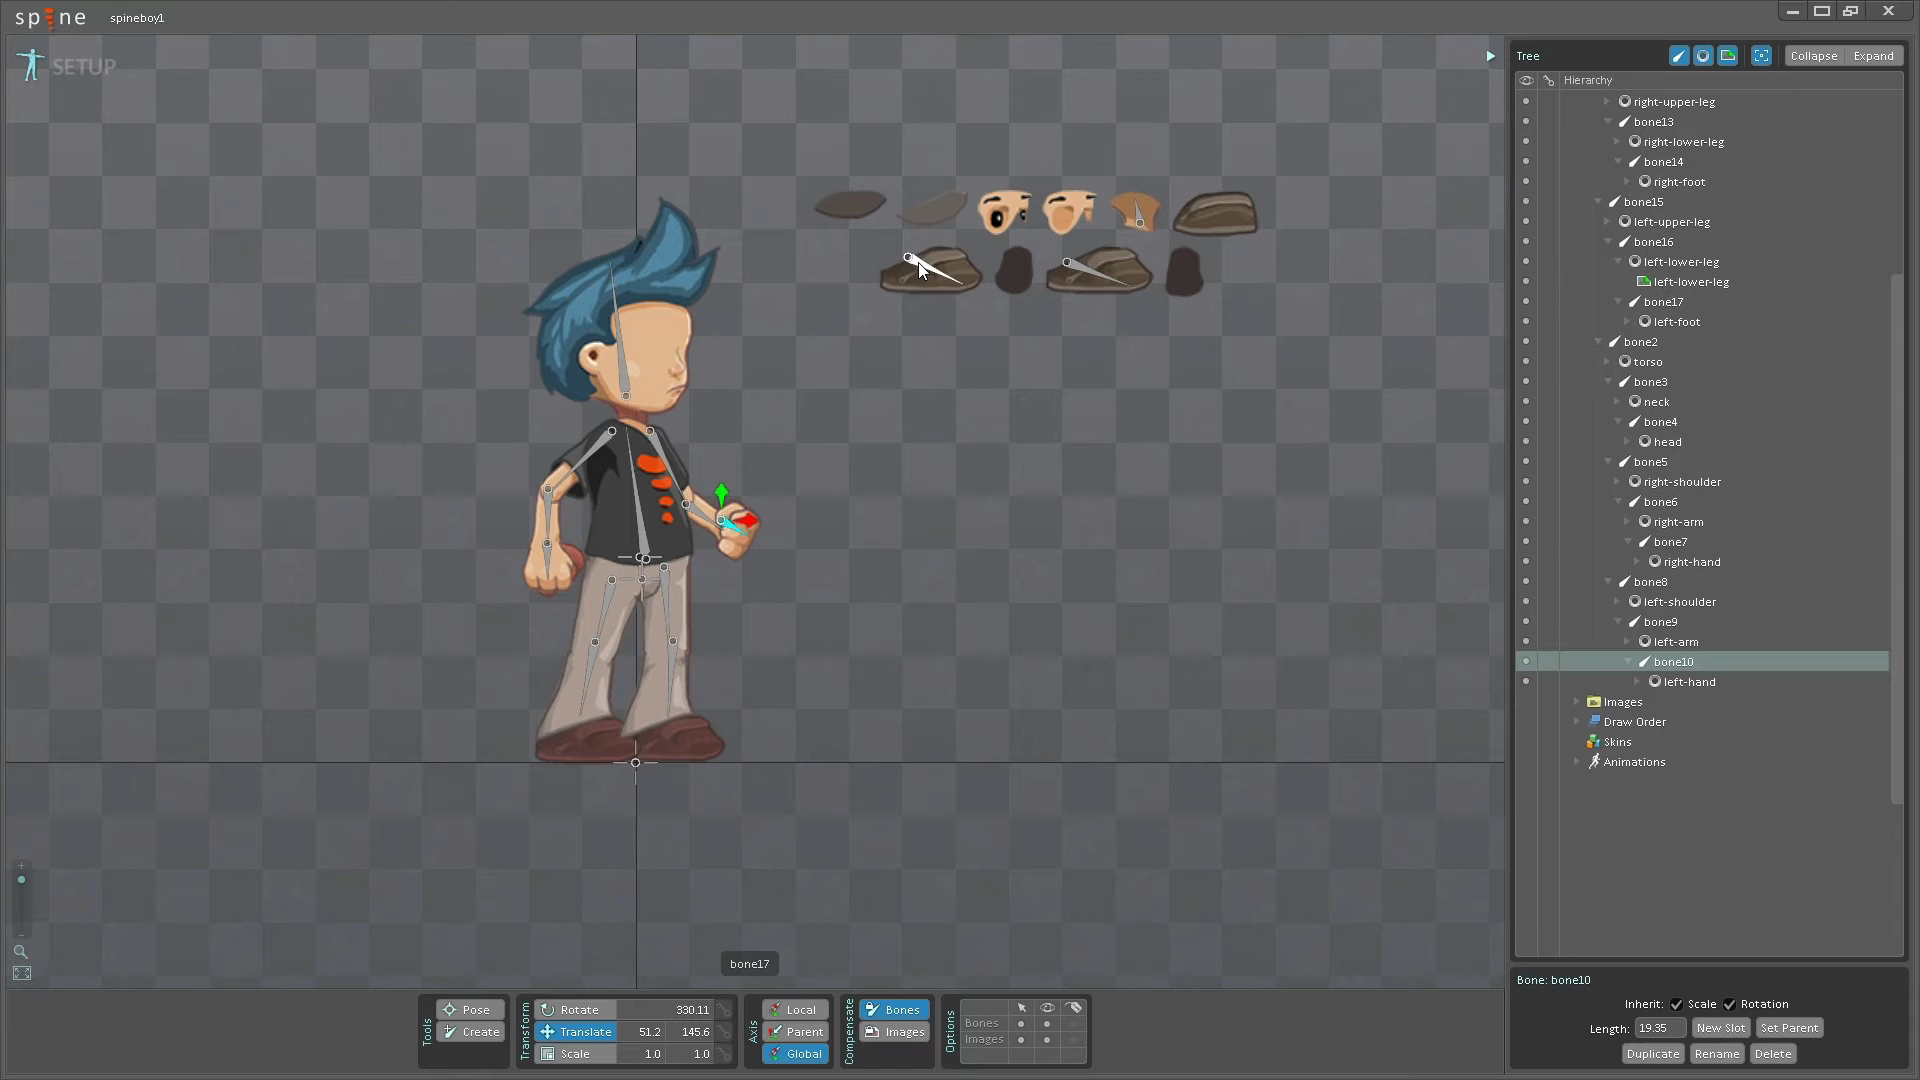 spine spineboy1
SETUP
Tree Collapse Expand
Hierarchy
right-upper-leg
bone13
right-lower-leg
bone14
right-foot
bone15
left-upper-leg
bone16
left-lower-leg
left-lower-leg
bone17
left-foot
bone2
torso
bone3
neck
bone4
head
bone5
right-shoulder
bone6
right-arm
bone7
right-hand
bone8
left-shoulder
bone9
left-arm
bone10
left-hand
Images
Draw Order
Skins
Animations
bone17
Tools
Pose
Create
Transform
Rotate 330.11
Translate 51.2 145.6
Scale 1.0 1.0
Axis
Local
Parent
Global
Compensate
Bones
Images
Options
Bones
Images
Bone: bone10
Inherit: Scale Rotation
Length: 19.35 New Slot Set Parent
Duplicate Rename Delete